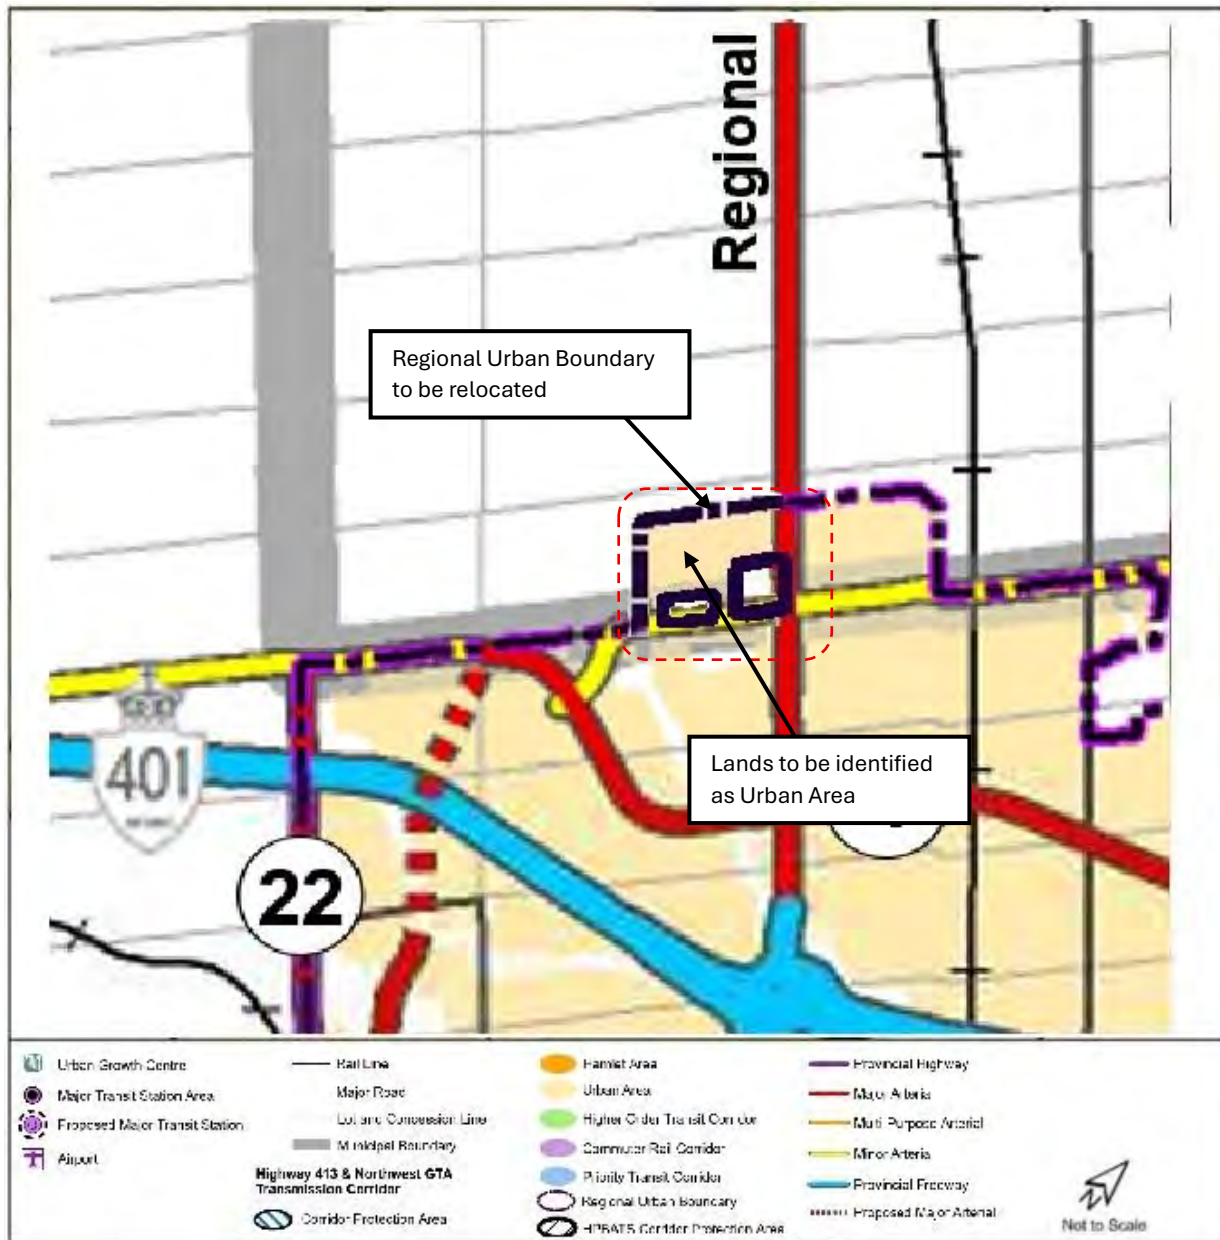 Regional
Regional Urban Boundary
to be relocated
401
22
Lands to be identified
as Urban Area
Urban Growth Centre
Major Transit Station Area
Proposed Major Transit Station
Airport
Rail Line
Major Road
Lot and Concession Line
Municipal Boundary
Highway 413 & Northwest GTA
Transmission Corridor
Corridor Protection Area
Hamlet Area
Urban Area
Higher Order Transit Corridor
Commuter Rail Corridor
Priority Transit Corridor
Regional Urban Boundary
HPBATS Corridor Protection Area
Provincial Highway
Major Arterial
Multi-Purpose Arterial
Minor Arterial
Provincial Freeway
Proposed Major Arterial
N
Not to Scale